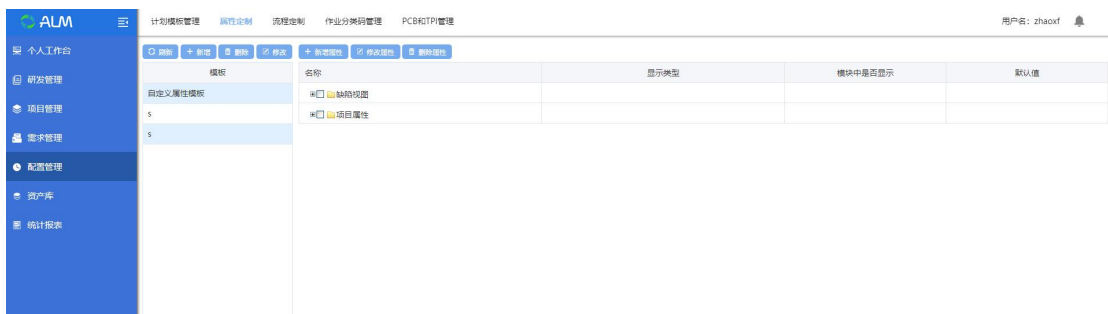 ALM
计划模板管理 属性定制 流程定制 作业分类码管理 PCB和TPI管理 用户名: zhaoxf
个人工作台
研发管理
项目管理
需求管理
配置管理
资产库
统计报表
刷新 新增 删除 修改 新增属性 修改属性 删除属性
模板
自定义属性模板
s
s
名称 显示类型 模块中是否显示 默认值
缺陷视图
项目属性